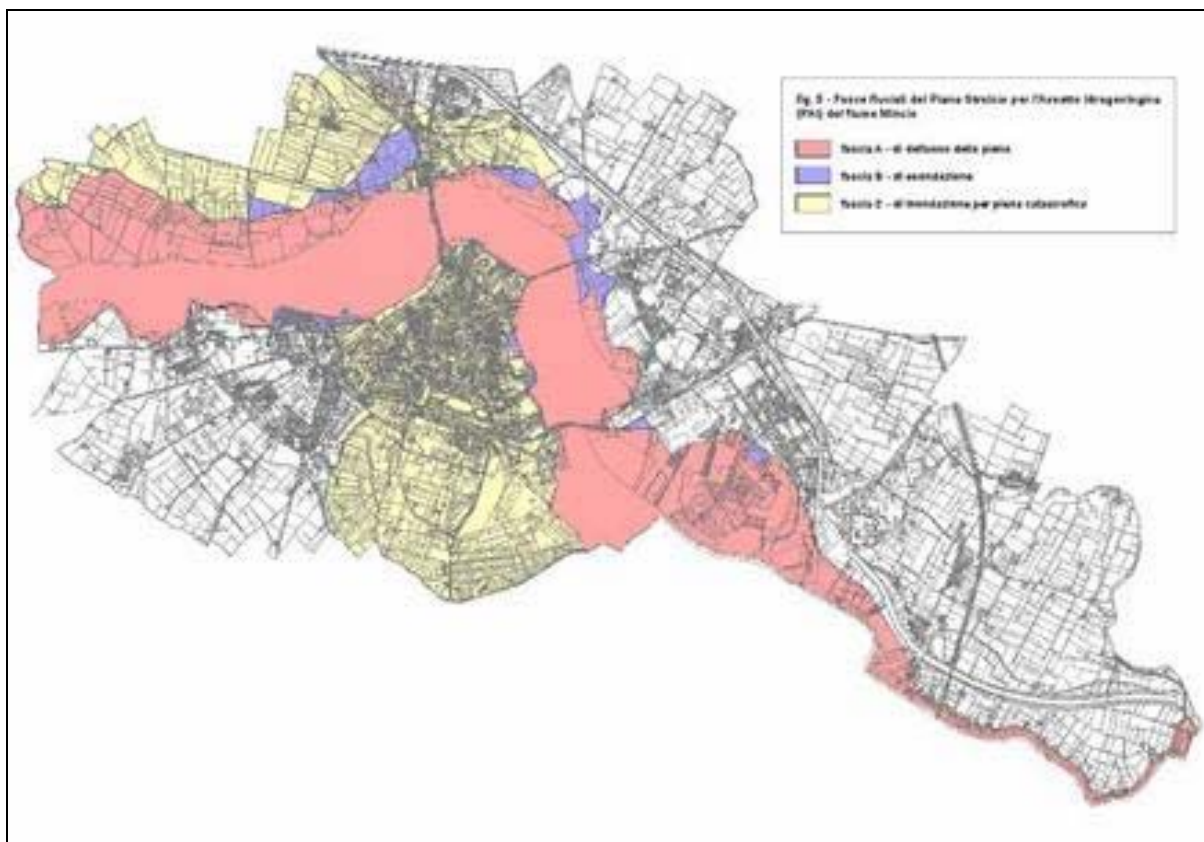 Fig. 5 - Fasce fluviali del Piano Stralcio per l'Assetto Idrogeologico
(PAI) del fiume Mincio
fascia A - di deflusso della piena
fascia B - di esondazione
fascia C - di inondazione per piena catastrofica